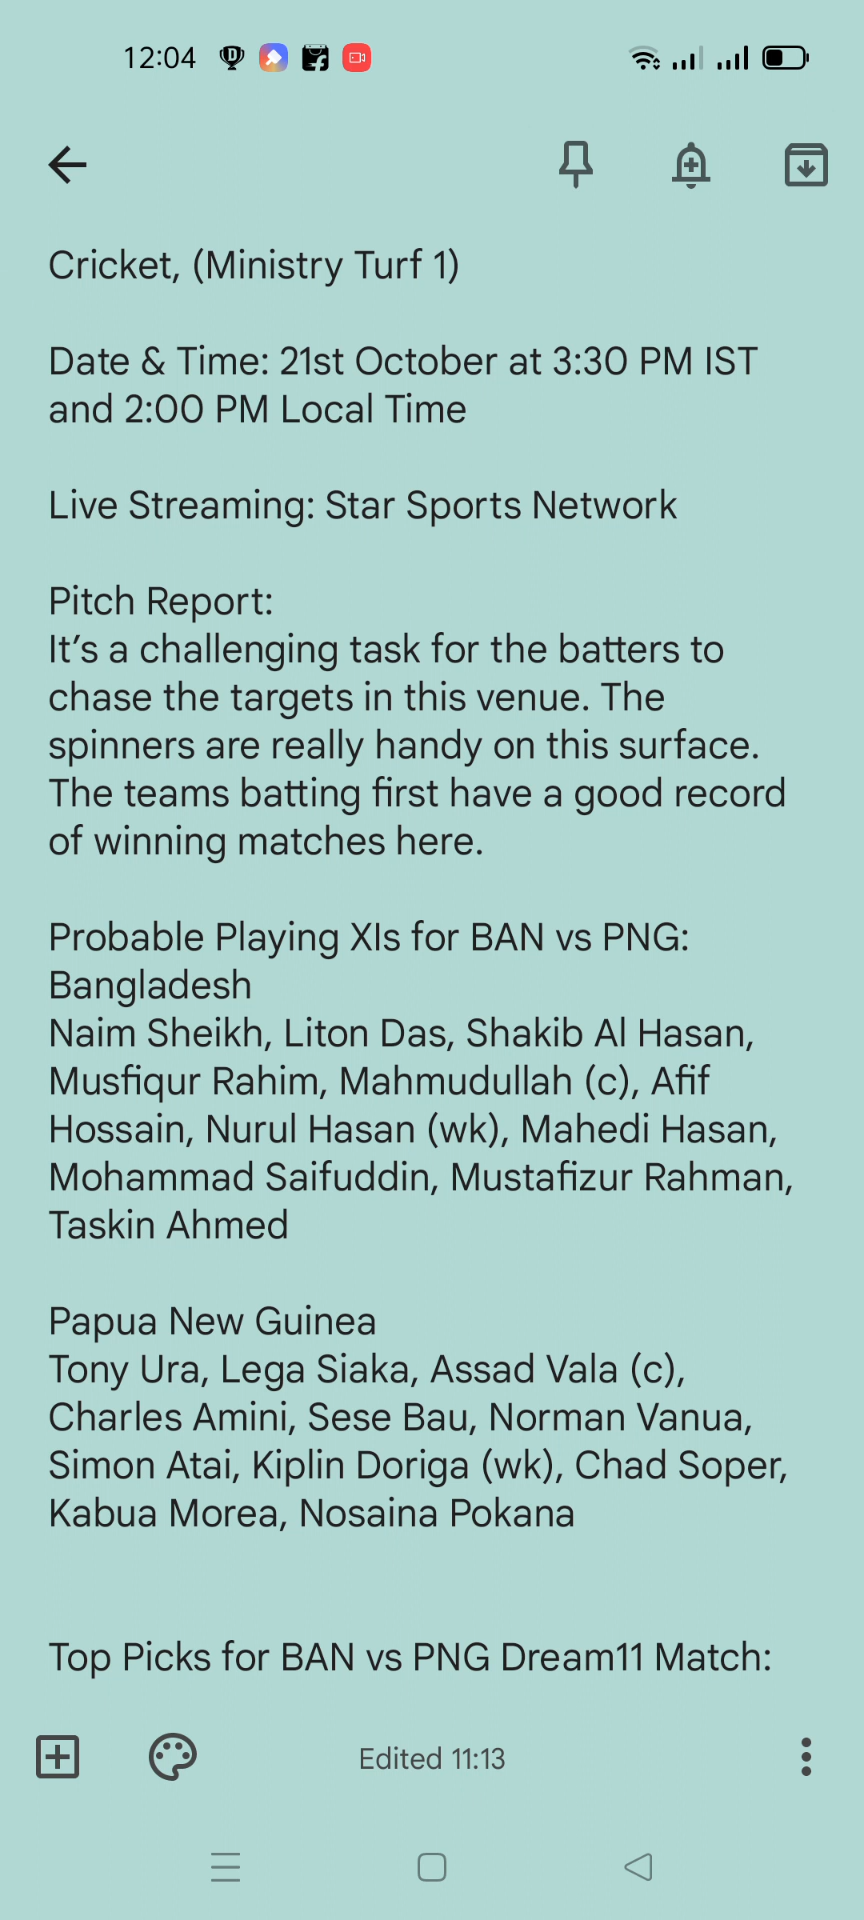 12:04
Cricket, (Ministry Turf 1)
Date & Time: 21st October at 3:30 PM IST
and 2:00 PM Local Time
Live Streaming: Star Sports Network
Pitch Report:
It’s a challenging task for the batters to
chase the targets in this venue. The
spinners are really handy on this surface.
The teams batting first have a good record
of winning matches here.
Probable Playing XIs for BAN vs PNG:
Bangladesh
Naim Sheikh, Liton Das, Shakib Al Hasan,
Musfiqur Rahim, Mahmudullah (c), Afif
Hossain, Nurul Hasan (wk), Mahedi Hasan,
Mohammad Saifuddin, Mustafizur Rahman,
Taskin Ahmed
Papua New Guinea
Tony Ura, Lega Siaka, Assad Vala (c),
Charles Amini, Sese Bau, Norman Vanua,
Simon Atai, Kiplin Doriga (wk), Chad Soper,
Kabua Morea, Nosaina Pokana
Top Picks for BAN vs PNG Dream11 Match:
Edited 11:13